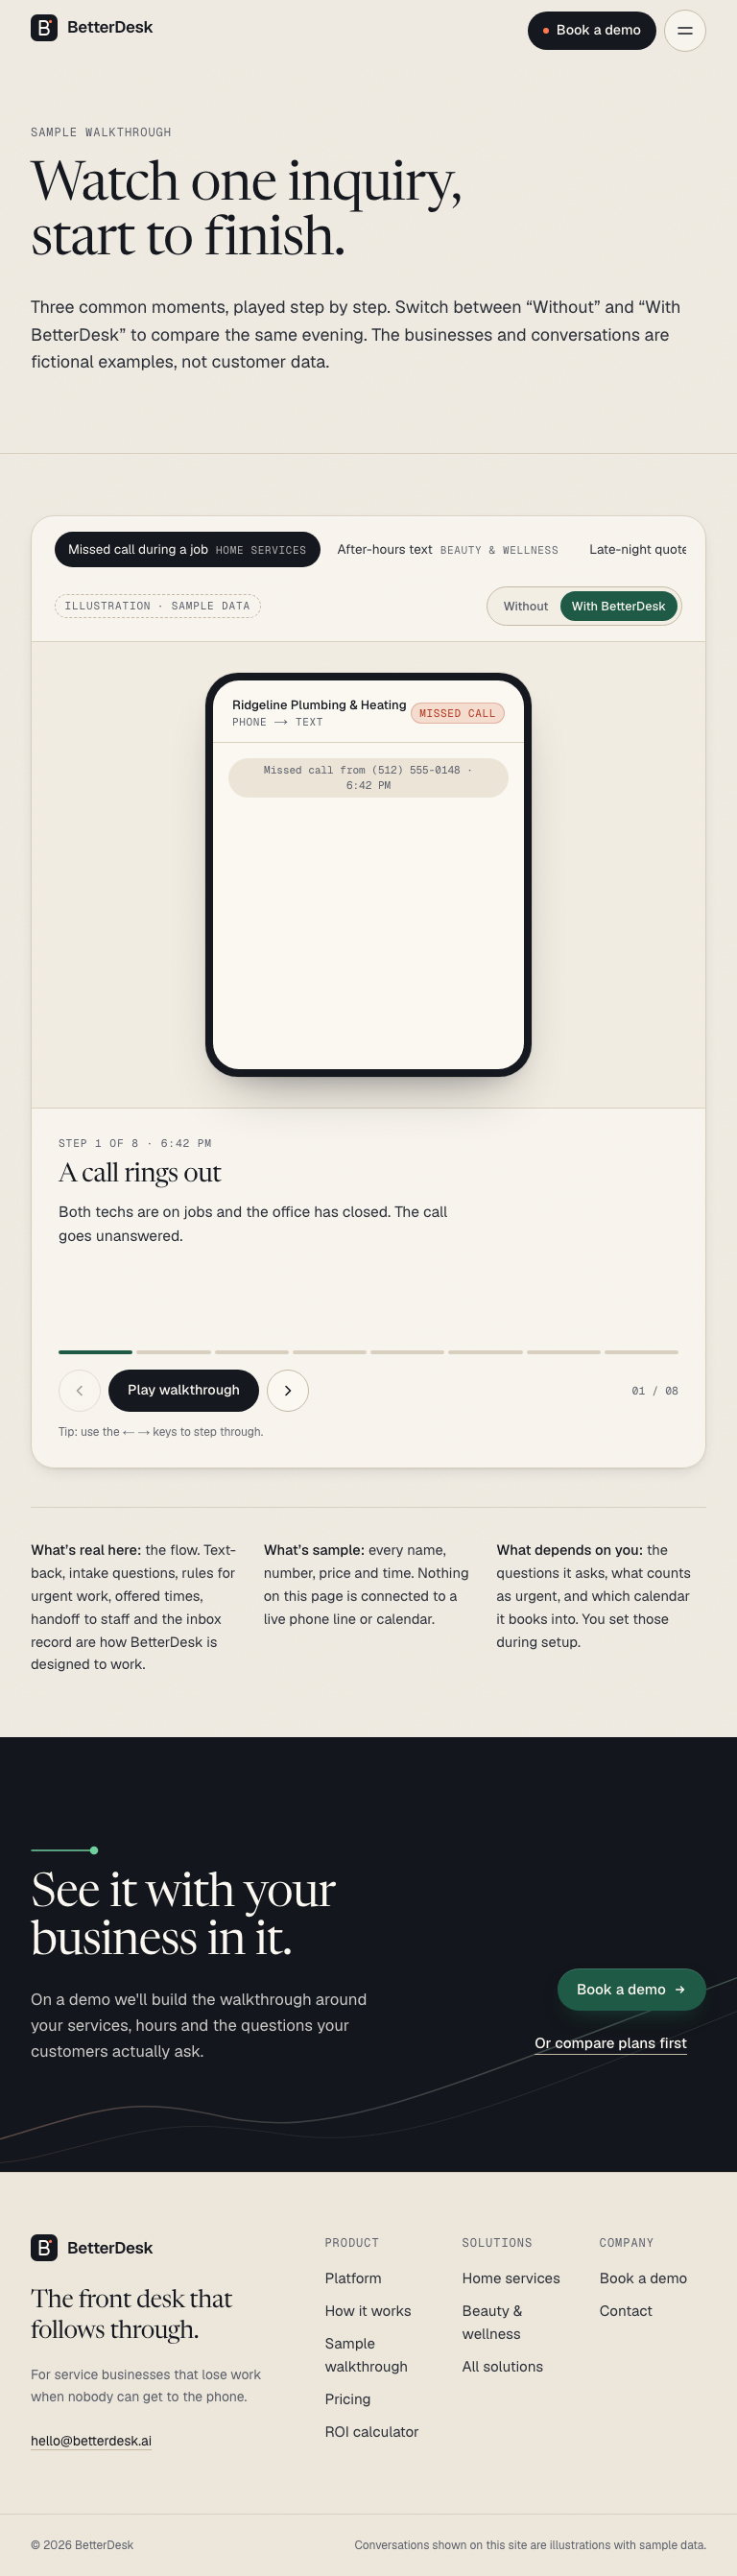 BetterDesk
Book a demo
SAMPLE WALKTHROUGH
Watch one inquiry,
start to finish.
Three common moments, played step by step. Switch between “Without” and “With
BetterDesk” to compare the same evening. The businesses and conversations are
fictional examples, not customer data.
Missed call during a job HOME SERVICES
After-hours text BEAUTY & WELLNESS
Late-night quote
ILLUSTRATION · SAMPLE DATA
Without
With BetterDesk
Ridgeline Plumbing & Heating
PHONE → TEXT
MISSED CALL
Missed call from (512) 555-0148 ·
6:42 PM
STEP 1 OF 8 · 6:42 PM
A call rings out
Both techs are on jobs and the office has closed. The call
goes unanswered.
Play walkthrough
01 / 08
Tip: use the ← → keys to step through.
What’s real here: the flow. Text-
back, intake questions, rules for
urgent work, offered times,
handoff to staff and the inbox
record are how BetterDesk is
designed to work.
What’s sample: every name,
number, price and time. Nothing
on this page is connected to a
live phone line or calendar.
What depends on you: the
questions it asks, what counts
as urgent, and which calendar
it books into. You set those
during setup.
See it with your
business in it.
On a demo we'll build the walkthrough around
your services, hours and the questions your
customers actually ask.
Book a demo →
Or compare plans first
BetterDesk
The front desk that
follows through.
For service businesses that lose work
when nobody can get to the phone.
hello@betterdesk.ai
PRODUCT
Platform
How it works
Sample
walkthrough
Pricing
ROI calculator
SOLUTIONS
Home services
Beauty &
wellness
All solutions
COMPANY
Book a demo
Contact
© 2026 BetterDesk
Conversations shown on this site are illustrations with sample data.